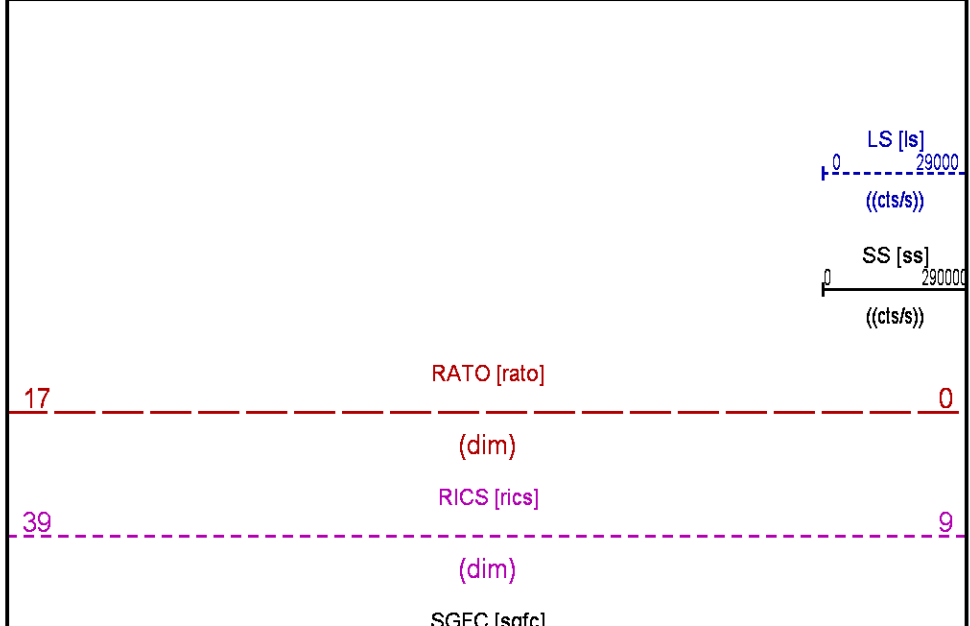 LS [ls]
0 29000
((cts/s))
SS [ss]
0 290000
((cts/s))
RATO [rato]
17 0
(dim)
RICS [rics]
39 9
(dim)
SGFC [sgfc]